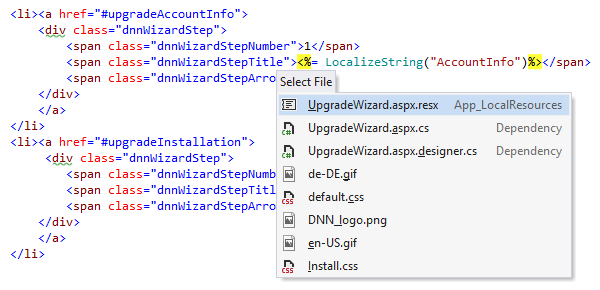 <li><a href="#upgradeAccountInfo">
<div class="dnnWizardStep">
<span class="dnnWizardStepNumber">1</span>
<span class="dnnWizardStepTitle"><%= LocalizeString("AccountInfo")%></span>
<span class="dnnWizardStepArro
</div>
</a>
</li>
<li><a href="#upgradeInstallation">
<div class="dnnWizardStep">
<span class="dnnWizardStepNumb
<span class="dnnWizardStepTitl
<span class="dnnWizardStepArro
</div>
</a>
</li>
Select File
UpgradeWizard.aspx.resx App_LocalResources
UpgradeWizard.aspx.cs Dependency
UpgradeWizard.aspx.designer.cs Dependency
de-DE.gif
default.css
DNN_logo.png
en-US.gif
Install.css